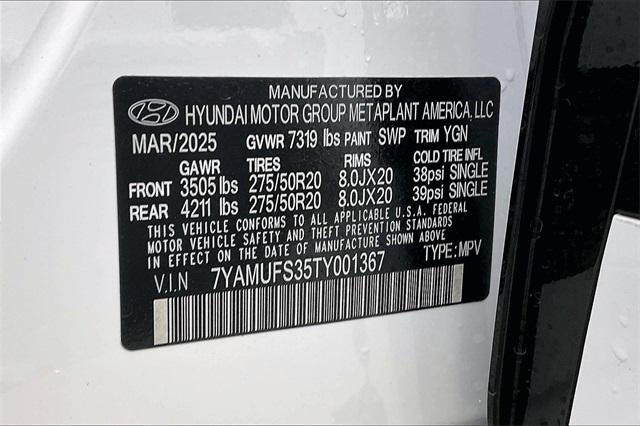 MANUFACTURED BY
HYUNDAI MOTOR GROUP METAPLANT AMERICA, LLC
MAR/2025 GVWR 7319 lbs PAINT SWP TRIM YGN
GAWR TIRES RIMS COLD TIRE INFL
FRONT 3505 lbs 275/50R20 8.0JX20 38psi SINGLE
REAR 4211 lbs 275/50R20 8.0JX20 39psi SINGLE
THIS VEHICLE CONFORMS TO ALL APPLICABLE U.S.A. FEDERAL
MOTOR VEHICLE SAFETY AND THEFT PREVENTION STANDARDS
IN EFFECT ON THE DATE OF MANUFACTURE SHOWN ABOVE.
V.I.N 7YAMUFS35TY001367 TYPE: MPV